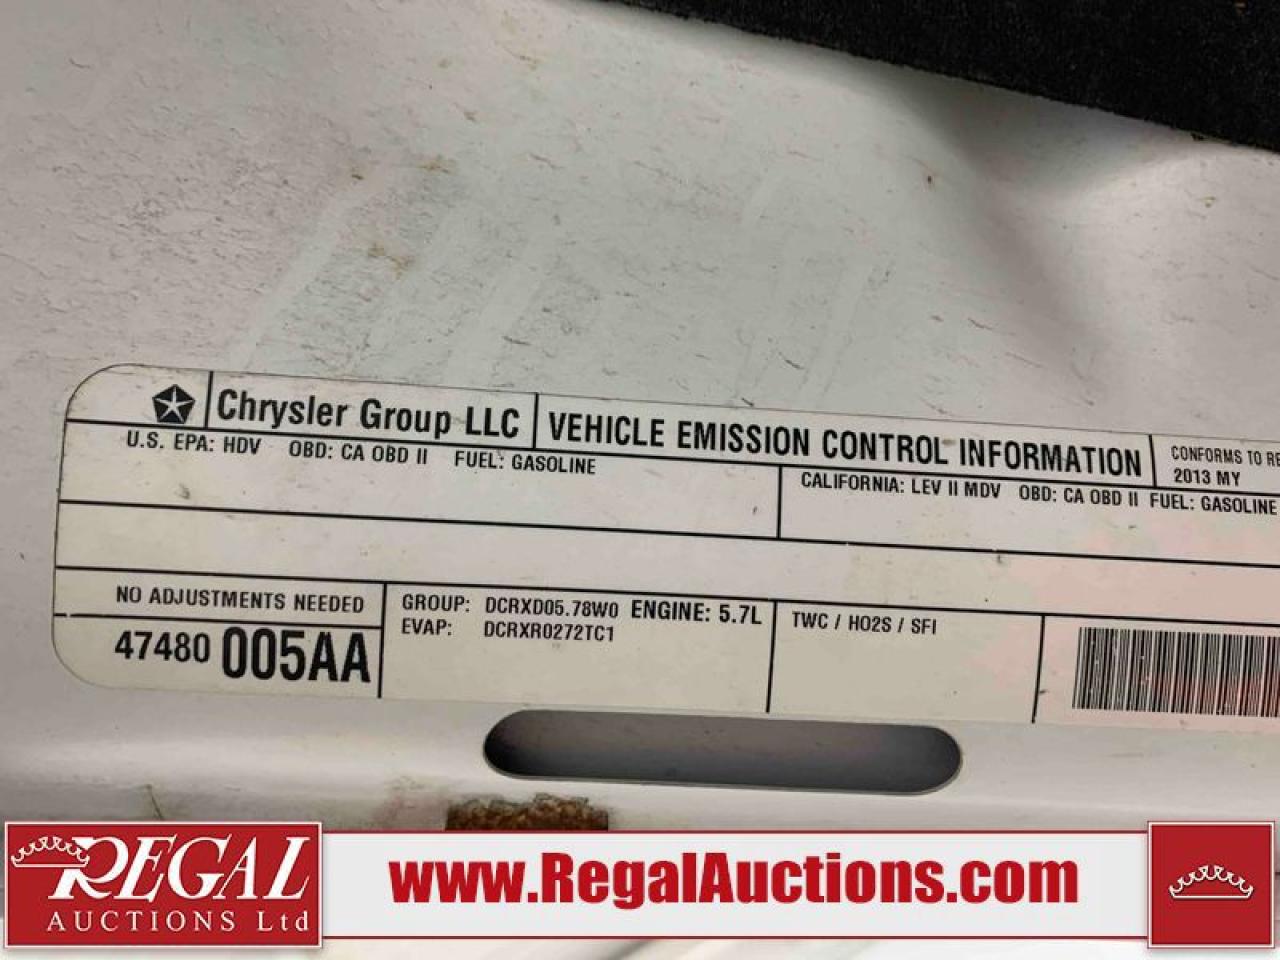 Chrysler Group LLC
VEHICLE EMISSION CONTROL INFORMATION
CONFORMS TO
2013 MY
U.S. EPA: HDV OBD: CA OBD II FUEL: GASOLINE
CALIFORNIA: LEV II MDV OBD: CA OBD II FUEL: GASOLINE
NO ADJUSTMENTS NEEDED
47480 005AA
GROUP: DCRXD05.78W0 ENGINE: 5.7L
EVAP: DCRXR0272TC1
TWC / HO2S / SFI
REGAL
AUCTIONS Ltd
www.RegalAuctions.com